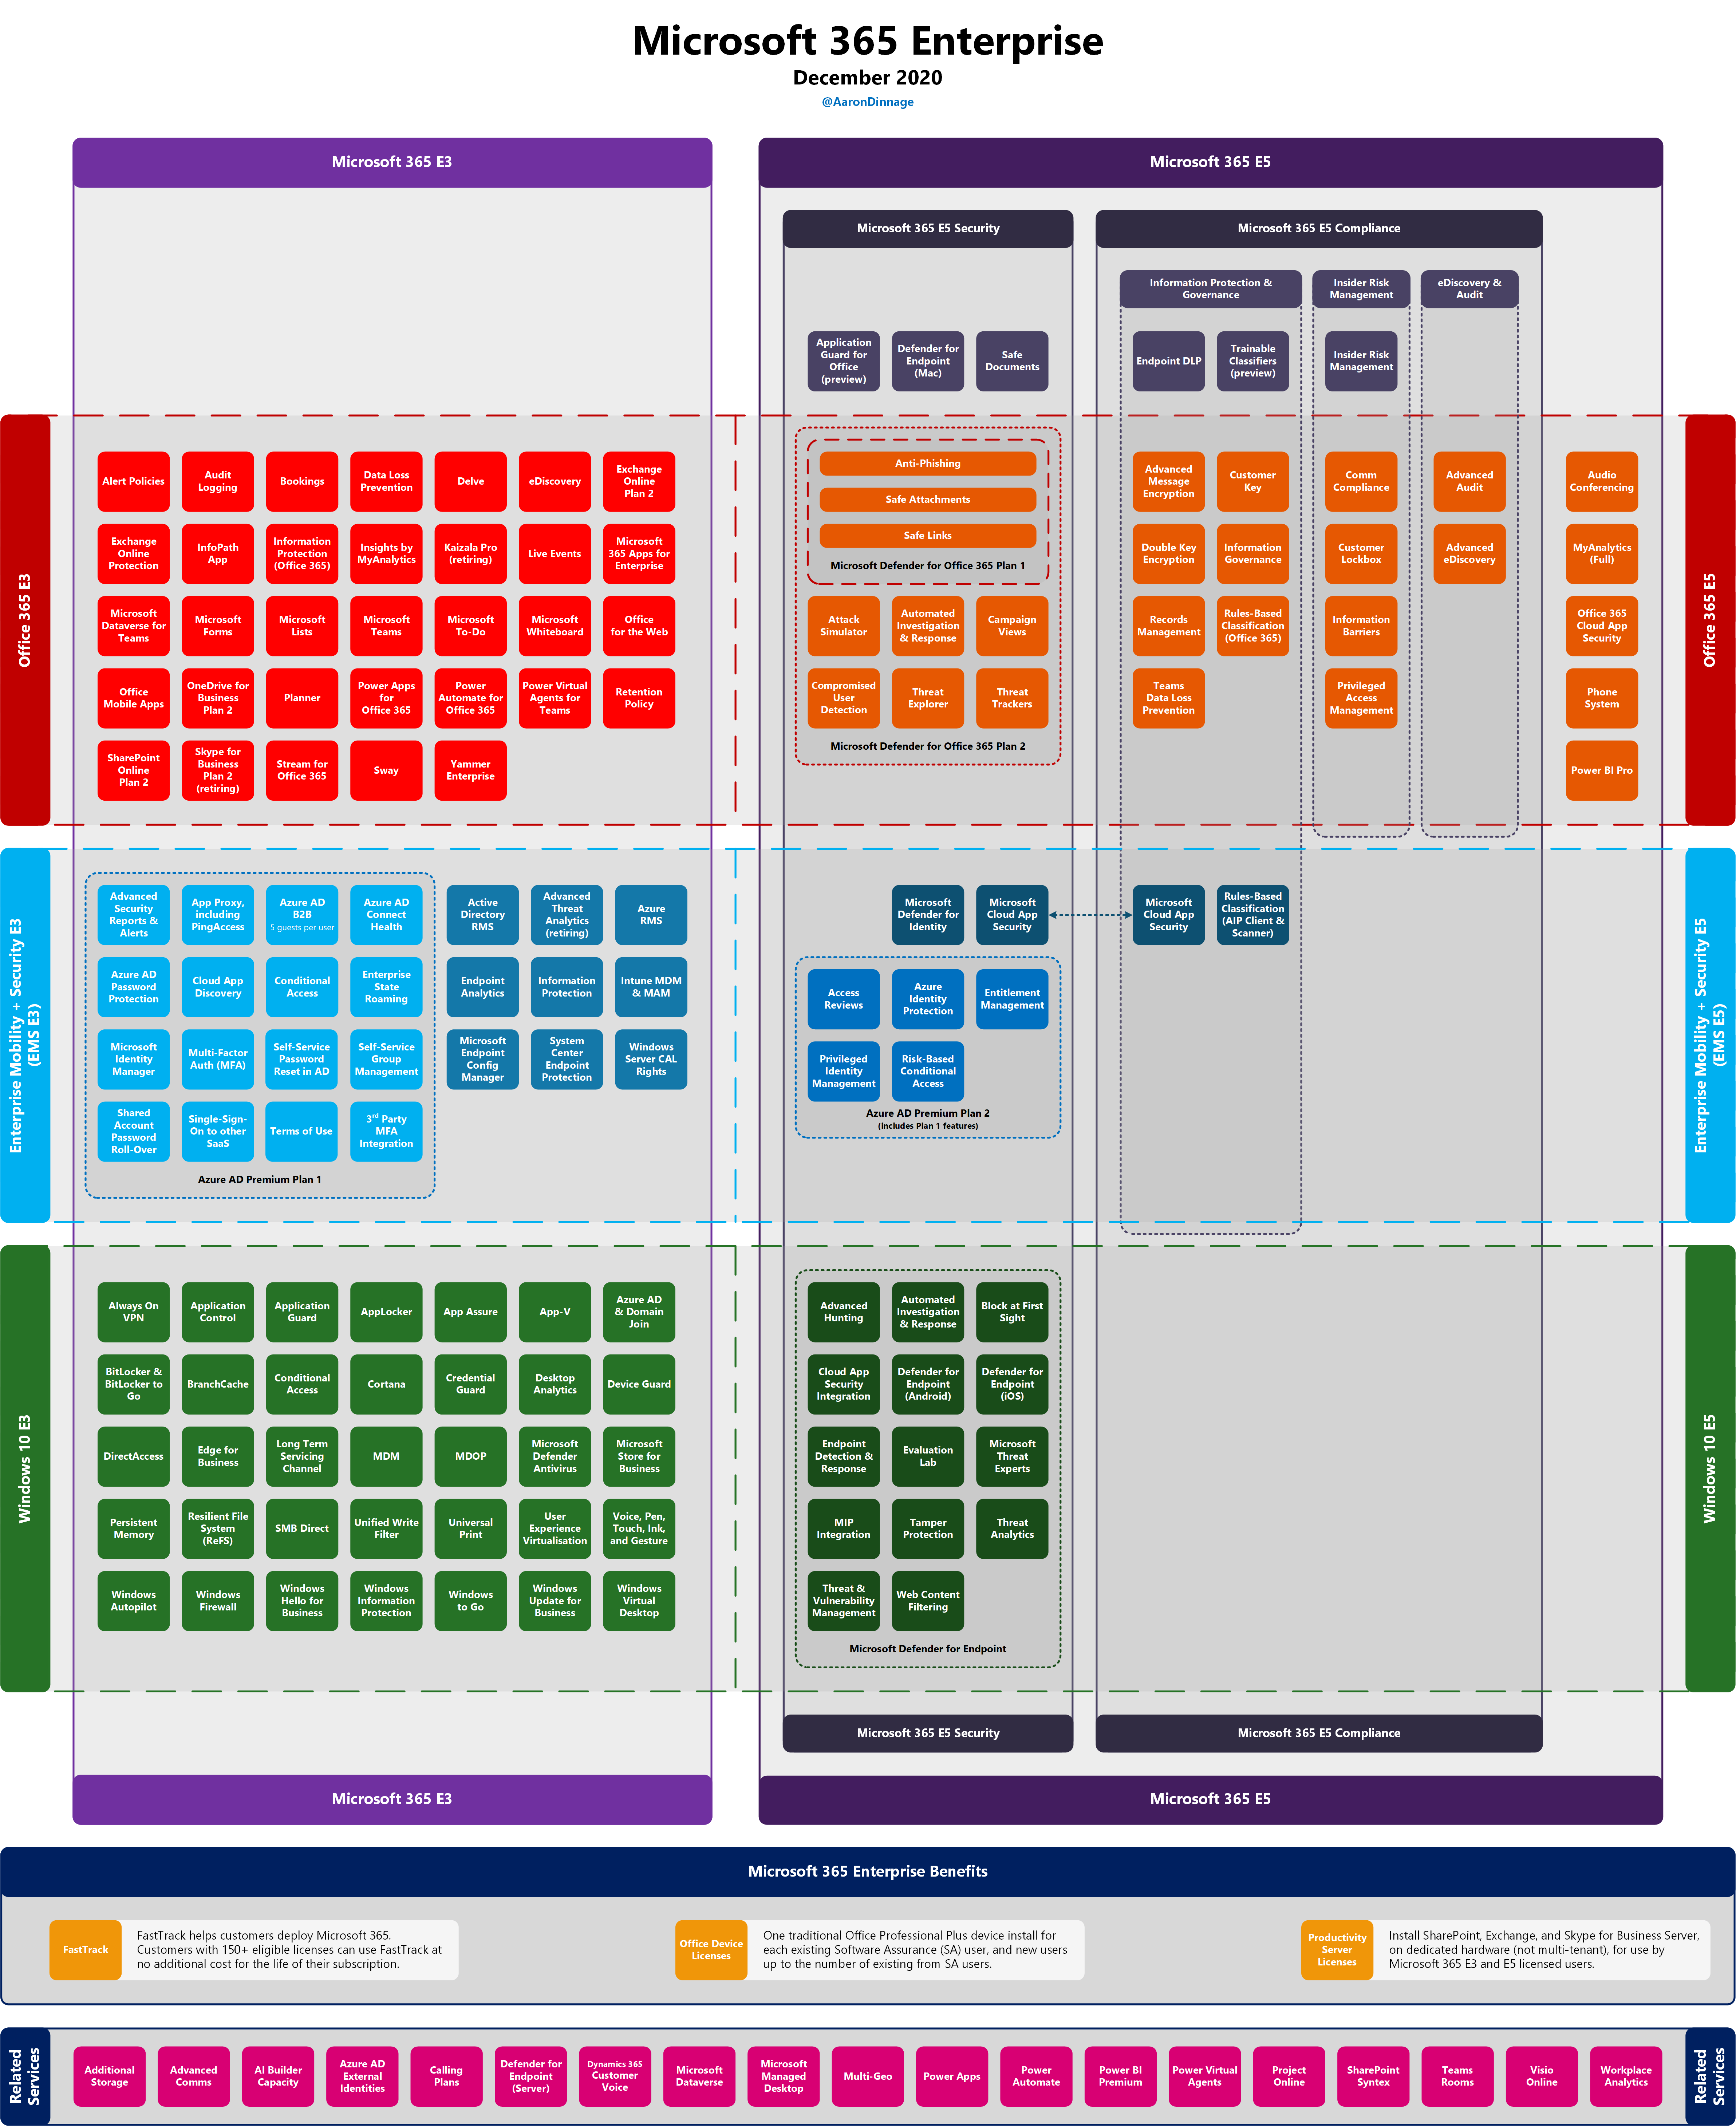 Microsoft 365 Enterprise
December 2020
@AaronDinnage
Microsoft 365 E3
Microsoft 365 E5
Microsoft 365 E5 Security
Microsoft 365 E5 Compliance
Information Protection &
Governance
Insider Risk
Management
eDiscovery &
Audit
Application
Guard for
Office
(preview)
Defender for
Endpoint
(Mac)
Safe
Documents
Endpoint DLP
Trainable
Classifiers
(preview)
Insider Risk
Management
Office 365 E3
Alert Policies
Audit
Logging
Bookings
Data Loss
Prevention
Delve
eDiscovery
Exchange
Online
Plan 2
Exchange
Online
Protection
InfoPath
App
Information
Protection
(Office 365)
Insights by
MyAnalytics
Kaizala Pro
(retiring)
Live Events
Microsoft
365 Apps for
Enterprise
Microsoft
Dataverse for
Teams
Microsoft
Forms
Microsoft
Lists
Microsoft
Teams
Microsoft
To-Do
Microsoft
Whiteboard
Office
for the Web
Office
Mobile Apps
OneDrive for
Business
Plan 2
Planner
Power Apps
for
Office 365
Power
Automate for
Office 365
Power Virtual
Agents for
Teams
Retention
Policy
SharePoint
Online
Plan 2
Skype for
Business
Plan 2
(retiring)
Stream for
Office 365
Sway
Yammer
Enterprise
Anti-Phishing
Safe Attachments
Safe Links
Microsoft Defender for Office 365 Plan 1
Attack
Simulator
Automated
Investigation
& Response
Campaign
Views
Compromised
User
Detection
Threat
Explorer
Threat
Trackers
Microsoft Defender for Office 365 Plan 2
Advanced
Message
Encryption
Customer
Key
Double Key
Encryption
Information
Governance
Records
Management
Rules-Based
Classification
(Office 365)
Teams
Data Loss
Prevention
Comm
Compliance
Customer
Lockbox
Information
Barriers
Privileged
Access
Management
Advanced
Audit
Advanced
eDiscovery
Audio
Conferencing
MyAnalytics
(Full)
Office 365
Cloud App
Security
Phone
System
Power BI Pro
Office 365 E5
Enterprise Mobility + Security E3
(EMS E3)
Advanced
Security
Reports &
Alerts
App Proxy,
including
PingAccess
Azure AD
B2B
5 guests per user
Azure AD
Connect
Health
Azure AD
Password
Protection
Cloud App
Discovery
Conditional
Access
Enterprise
State
Roaming
Microsoft
Identity
Manager
Multi-Factor
Auth (MFA)
Self-Service
Password
Reset in AD
Self-Service
Group
Management
Shared
Account
Password
Roll-Over
Single-Sign-
On to other
SaaS
Terms of Use
3rd Party
MFA
Integration
Azure AD Premium Plan 1
Active
Directory
RMS
Advanced
Threat
Analytics
(retiring)
Azure
RMS
Endpoint
Analytics
Information
Protection
Intune MDM
& MAM
Microsoft
Endpoint
Config
Manager
System
Center
Endpoint
Protection
Windows
Server CAL
Rights
Microsoft
Defender for
Identity
Microsoft
Cloud App
Security
Microsoft
Cloud App
Security
Rules-Based
Classification
(AIP Client &
Scanner)
Access
Reviews
Azure
Identity
Protection
Entitlement
Management
Privileged
Identity
Management
Risk-Based
Conditional
Access
Azure AD Premium Plan 2
(includes Plan 1 features)
Enterprise Mobility + Security E5
(EMS E5)
Windows 10 E3
Always On
VPN
Application
Control
Application
Guard
AppLocker
App Assure
App-V
Azure AD
& Domain
Join
BitLocker &
BitLocker to
Go
BranchCache
Conditional
Access
Cortana
Credential
Guard
Desktop
Analytics
Device Guard
DirectAccess
Edge for
Business
Long Term
Servicing
Channel
MDM
MDOP
Microsoft
Defender
Antivirus
Microsoft
Store for
Business
Persistent
Memory
Resilient File
System
(ReFS)
SMB Direct
Unified Write
Filter
Universal
Print
User
Experience
Virtualisation
Voice, Pen,
Touch, Ink,
and Gesture
Windows
Autopilot
Windows
Firewall
Windows
Hello for
Business
Windows
Information
Protection
Windows
to Go
Windows
Update for
Business
Windows
Virtual
Desktop
Advanced
Hunting
Automated
Investigation
& Response
Block at First
Sight
Cloud App
Security
Integration
Defender for
Endpoint
(Android)
Defender for
Endpoint
(iOS)
Endpoint
Detection &
Response
Evaluation
Lab
Microsoft
Threat
Experts
MIP
Integration
Tamper
Protection
Threat
Analytics
Threat &
Vulnerability
Management
Web Content
Filtering
Microsoft Defender for Endpoint
Windows 10 E5
Microsoft 365 E5 Security
Microsoft 365 E5 Compliance
Microsoft 365 E3
Microsoft 365 E5
Microsoft 365 Enterprise Benefits
FastTrack
FastTrack helps customers deploy Microsoft 365.
Customers with 150+ eligible licenses can use FastTrack at
no additional cost for the life of their subscription.
Office Device
Licenses
One traditional Office Professional Plus device install for
each existing Software Assurance (SA) user, and new users
up to the number of existing from SA users.
Productivity
Server
Licenses
Install SharePoint, Exchange, and Skype for Business Server,
on dedicated hardware (not multi-tenant), for use by
Microsoft 365 E3 and E5 licensed users.
Related
Services
Additional
Storage
Advanced
Comms
AI Builder
Capacity
Azure AD
External
Identities
Calling
Plans
Defender for
Endpoint
(Server)
Dynamics 365
Customer
Voice
Microsoft
Dataverse
Microsoft
Managed
Desktop
Multi-Geo
Power Apps
Power
Automate
Power BI
Premium
Power Virtual
Agents
Project
Online
SharePoint
Syntex
Teams
Rooms
Visio
Online
Workplace
Analytics
Related
Services